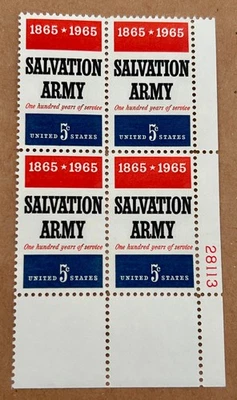 1865 ★ 1965 1865 ★ 1965
SALVATION SALVATION
ARMY ARMY
One hundred years of service One hundred years of service
UNITED 5c STATES UNITED 5c STATES
1865 ★ 1965 1865 ★ 1965
SALVATION SALVATION
ARMY ARMY
One hundred years of service One hundred years of service
UNITED 5c STATES UNITED 5c STATES
28113